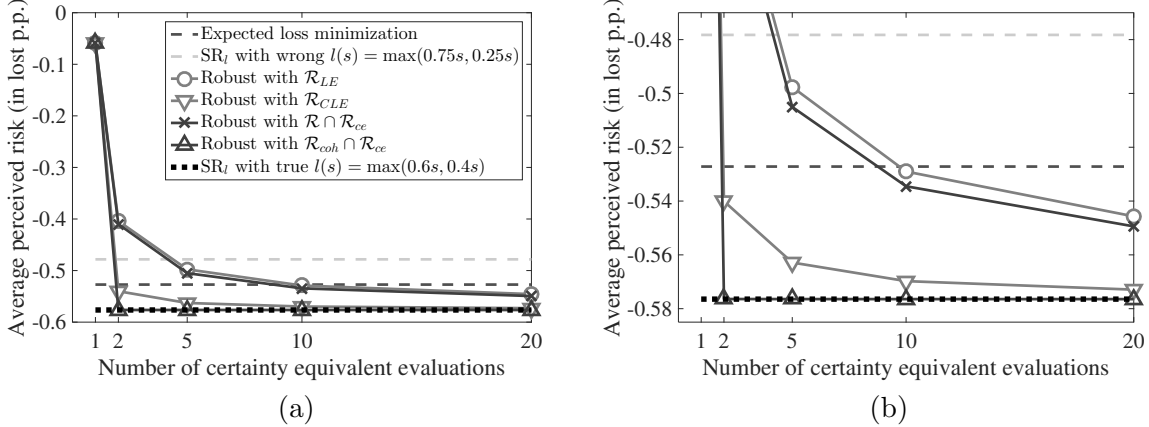 Average perceived risk (in lost p.p.)
0
-0.1
-0.2
-0.3
-0.4
-0.5
-0.6
Expected loss minimization
SR_l with wrong l(s) = max(0.75s, 0.25s)
Robust with R_LE
Robust with R_CLE
Robust with R ∩ R_ce
Robust with R_coh ∩ R_ce
SR_l with true l(s) = max(0.6s, 0.4s)
1 2 5 10 20
Number of certainty equivalent evaluations
(a)
Average perceived risk (in lost p.p.)
-0.48
-0.5
-0.52
-0.54
-0.56
-0.58
1 2 5 10 20
Number of certainty equivalent evaluations
(b)